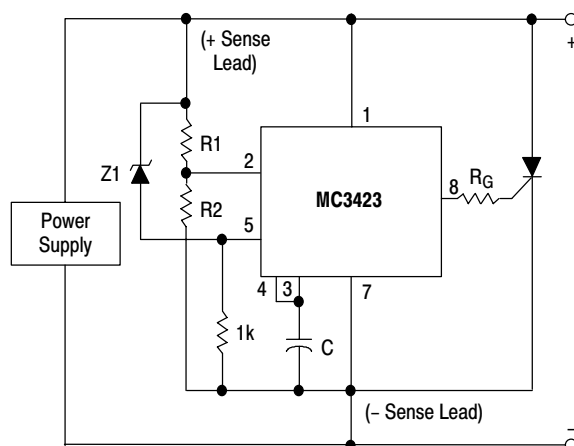 (+ Sense
Lead)
+
1
R1
2
Z1
MC3423
8
RG
Power
Supply
R2
5
4
3
7
1k
C
(– Sense Lead)
–